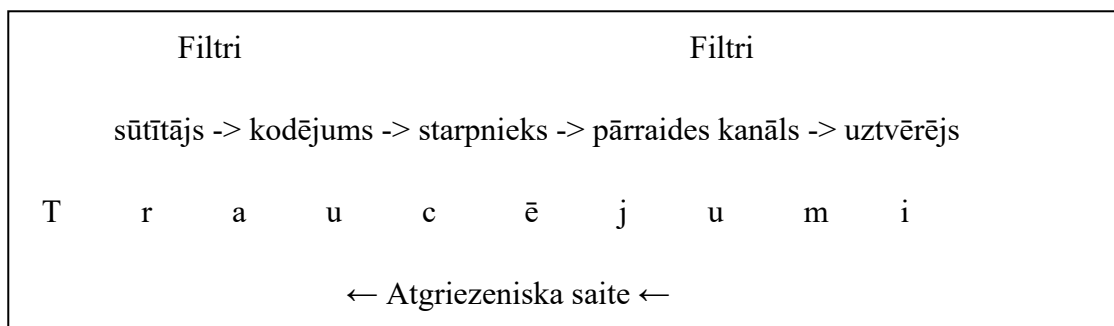 Filtri Filtri
sūtītājs -> kodējums -> starpnieks -> pārraides kanāls -> uztvērējs
T r a u c ē j u m i
← Atgriezeniska saite ←